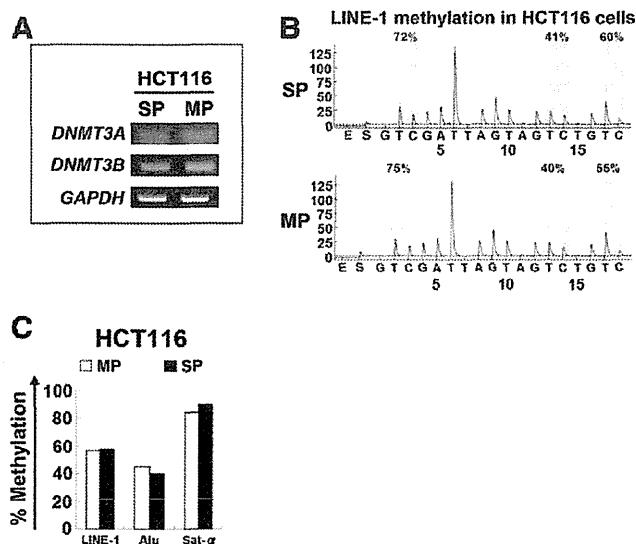 A
HCT116
SP MP
DNMT3A
DNMT3B
GAPDH
B
LINE-1 methylation in HCT116 cells
72% 41% 60%
125
100
75
50
25
0
SP
E S G T C G A T T A G T A G T C T G T C
5 10 15
75% 40% 55%
125
100
75
50
25
0
MP
E S G T C G A T T A G T A G T C T G T C
5 10 15
C
HCT116
MP SP
% Methylation
100
80
60
40
20
0
LINE-1 Alu Sat-α